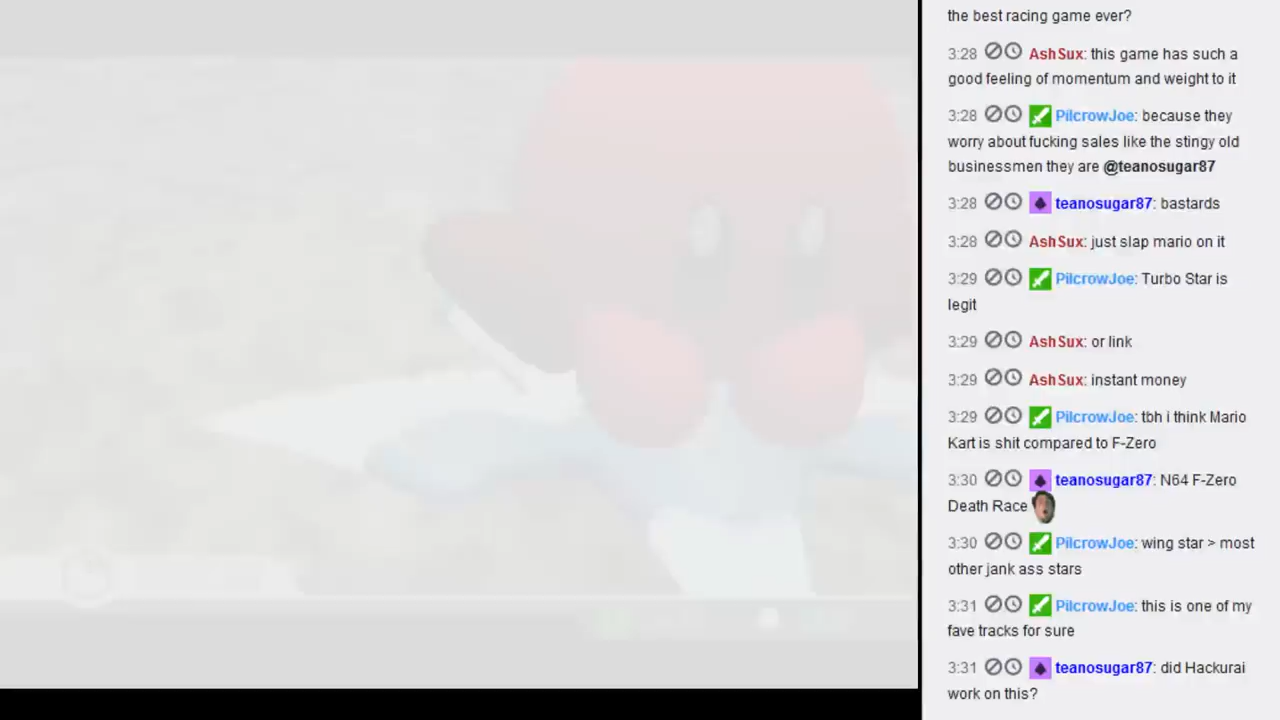 the best racing game ever?
3:28 AshSux: this game has such a
good feeling of momentum and weight to it
3:28 PilcrowJoe: because they
worry about fucking sales like the stingy old
businessmen they are @teanosugar87
3:28 teanosugar87: bastards
3:28 AshSux: just slap mario on it
3:29 PilcrowJoe: Turbo Star is
legit
3:29 AshSux: or link
3:29 AshSux: instant money
3:29 PilcrowJoe: tbh i think Mario
Kart is shit compared to F-Zero
3:30 teanosugar87: N64 F-Zero
Death Race
3:30 PilcrowJoe: wing star > most
other jank ass stars
3:31 PilcrowJoe: this is one of my
fave tracks for sure
3:31 teanosugar87: did Hackurai
work on this?